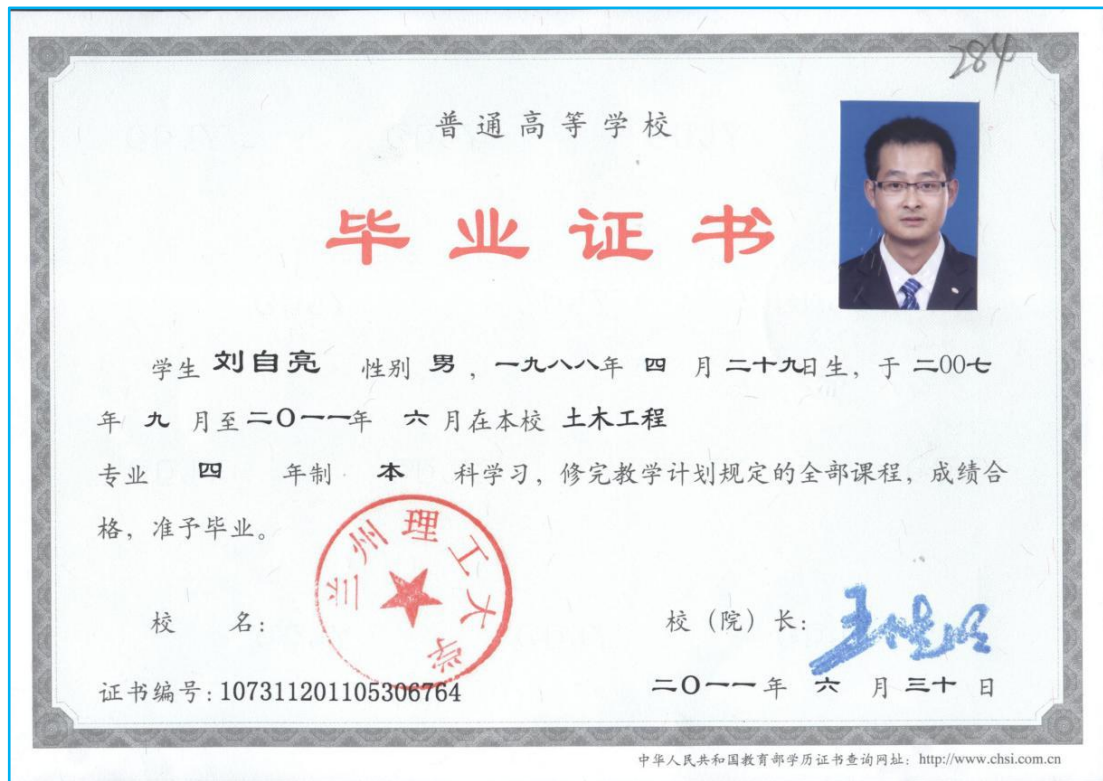 284
普通高等学校
毕业证书
学生 刘自亮 性别 男 ，一九八八年 四 月 二十九日生，于 二00七
年 九 月至二O一一年 六 月在本校 土木工程
专业 四 年制 本 科学习，修完教学计划规定的全部课程，成绩合
格，准予毕业。
兰州理工大学
校 名：
校（院）长：
证书编号：107311201105306764
二O一一 年 六 月 三十 日
中华人民共和国教育部学历证书查询网址：http://www.chsi.com.cn